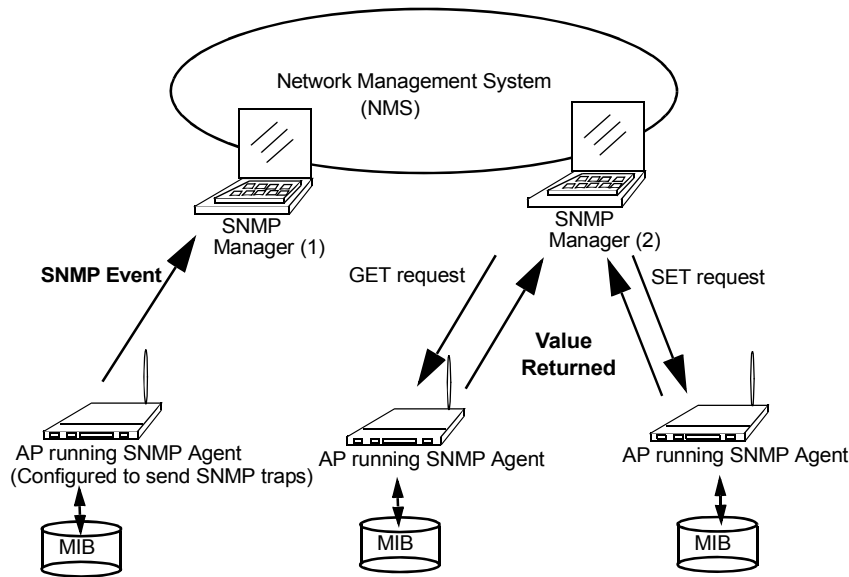 Network Management System
(NMS)
SNMP
Manager (1)
SNMP
Manager (2)
SNMP Event
GET request
SET request
Value
Returned
AP running SNMP Agent
(Configured to send SNMP traps)
AP running SNMP Agent
AP running SNMP Agent
MIB
MIB
MIB